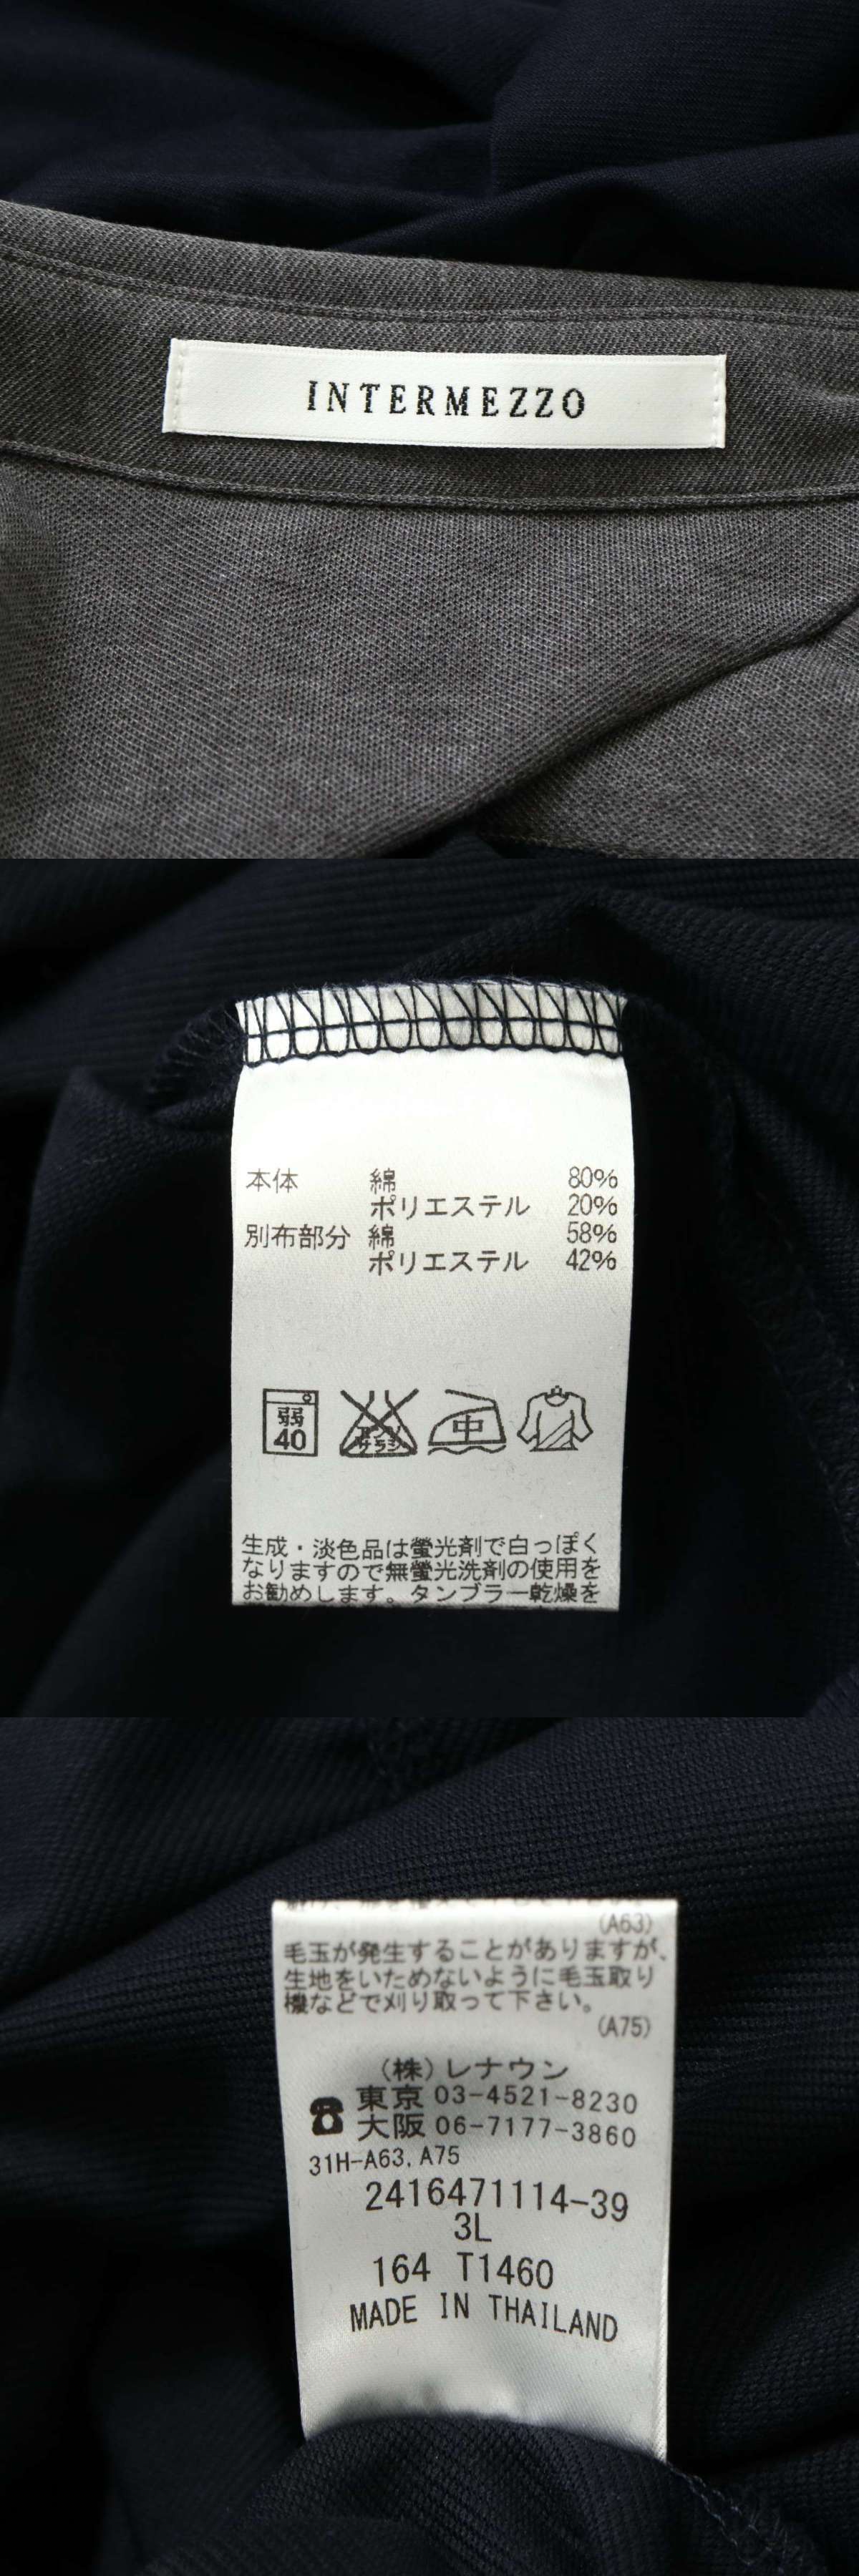 INTERMEZZO
本体 綿 80%
ポリエステル 20%
別布部分 綿 58%
ポリエステル 42%
弱
40
エンソ
サラシ
中
生成・淡色品は螢光剤で白っぽく
なりますので無螢光洗剤の使用を
お勧めします。タンブラー乾燥を
(A63)
毛玉が発生することがありますが、
生地をいためないように毛玉取り
機などで刈り取って下さい。
(A75)
(株)レナウン
☎ 東京 03-4521-8230
大阪 06-7177-3860
31H-A63, A75
2416471114-39
3L
164 T1460
MADE IN THAILAND